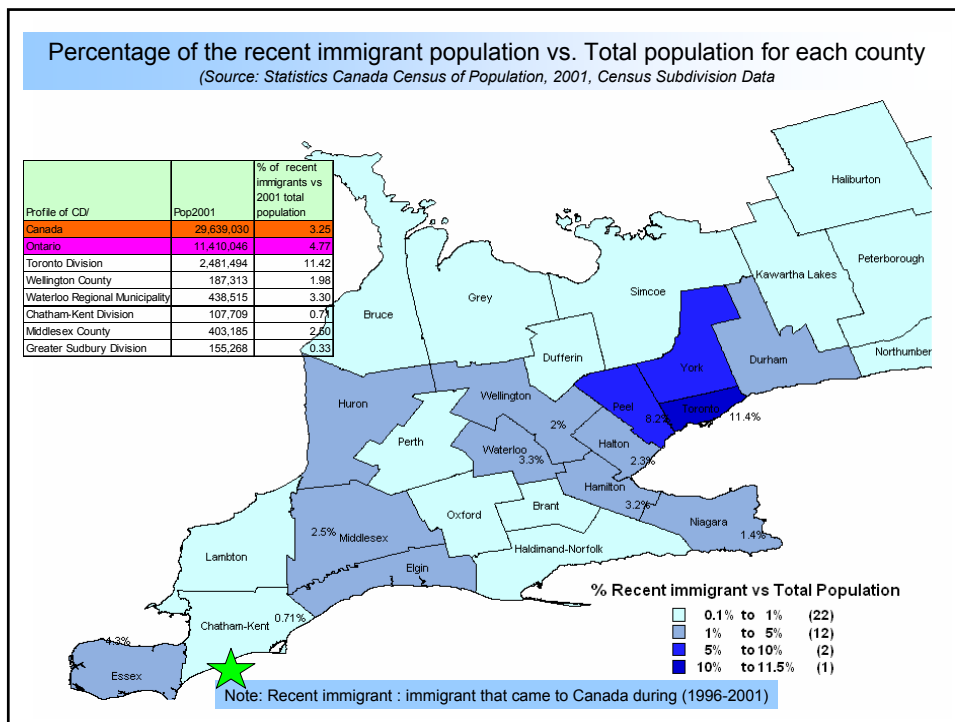 Percentage of the recent immigrant population vs. Total population for each county
(Source: Statistics Canada Census of Population, 2001, Census Subdivision Data
Profile of CD/ Pop2001 % of recent
immigrants vs
2001 total
population
Canada 29,639,030 3.25
Ontario 11,410,046 4.77
Toronto Division 2,481,494 11.42
Wellington County 187,313 1.98
Waterloo Regional Municipality 438,515 3.30
Chatham-Kent Division 107,709 0.71
Middlesex County 403,185 2.50
Greater Sudbury Division 155,268 0.33
Haliburton
Peterborough
Kawartha Lakes
Simcoe
Grey
Bruce
Northumber
Durham
Dufferin
York
Peel
8.2%
Toronto
11.4%
Huron
Wellington
2%
Perth
Waterloo
3.3%
Halton
2.3%
Hamilton
3.2%
Niagara
1.4%
Brant
Oxford
Haldimand-Norfolk
2.5%
Middlesex
Elgin
Lambton
Chatham-Kent
0.71%
4.3%
Essex
% Recent immigrant vs Total Population
0.1% to 1% (22)
1% to 5% (12)
5% to 10% (2)
10% to 11.5% (1)
Note: Recent immigrant : immigrant that came to Canada during (1996-2001)